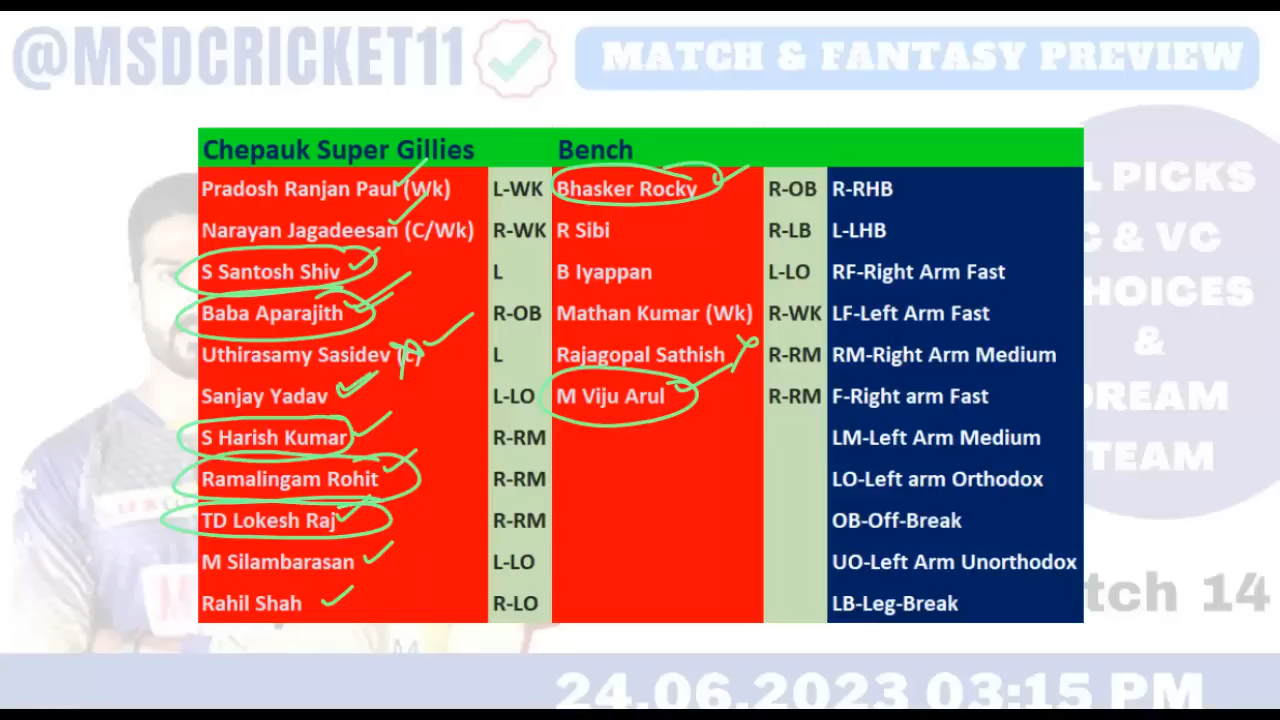 @MSDCRICKET11
MATCH & FANTASY PREVIEW
Chepauk Super Gillies Bench
Pradosh Ranjan Paul (Wk) L-WK Bhasker Rocky R-OB R-RHB
Narayan Jagadeesan (C/Wk) R-WK R Sibi R-LB L-LHB
S Santosh Shiv L B Iyappan L-LO RF-Right Arm Fast
Baba Aparajith R-OB Mathan Kumar (Wk) R-WK LF-Left Arm Fast
Uthirasamy Sasidev (c) L Rajagopal Sathish R-RM RM-Right Arm Medium
Sanjay Yadav L-LO M Viju Arul R-RM F-Right arm Fast
S Harish Kumar R-RM LM-Left Arm Medium
Ramalingam Rohit R-RM LO-Left arm Orthodox
TD Lokesh Raj R-RM OB-Off-Break
M Silambarasan L-LO UO-Left Arm Unorthodox
Rahil Shah R-LO LB-Leg-Break
L PICKS
C & VC
HOICES
&
DREAM
TEAM
tch 14
24.06.2023 03:15 PM